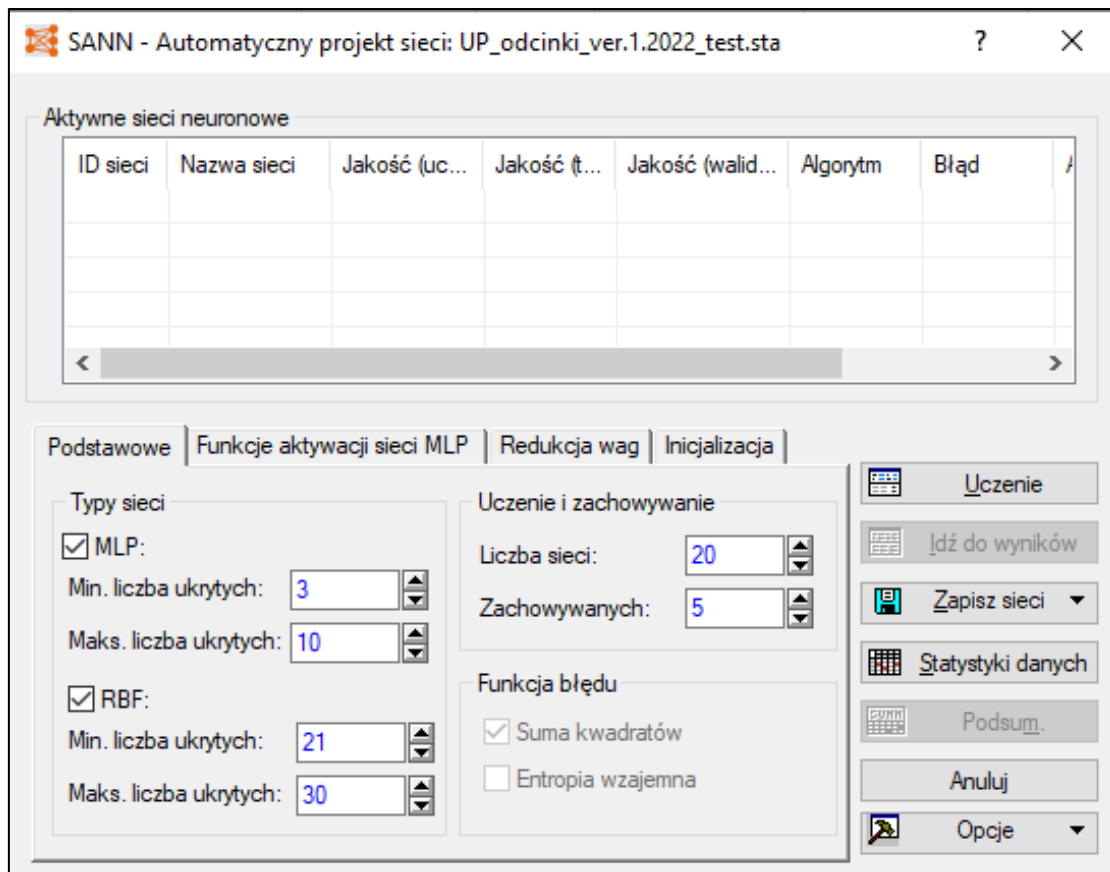 SANN - Automatyczny projekt sieci: UP_odcinki_ver.1.2022_test.sta ? ×
Aktywne sieci neuronowe
ID sieci Nazwa sieci Jakość (uc... Jakość (t... Jakość (walid... Algorytm Błąd
Podstawowe Funkcje aktywacji sieci MLP Redukcja wag Inicjalizacja
Typy sieci
MLP:
Min. liczba ukrytych: 3
Maks. liczba ukrytych: 10
RBF:
Min. liczba ukrytych: 21
Maks. liczba ukrytych: 30
Uczenie i zachowywanie
Liczba sieci: 20
Zachowywanych: 5
Funkcja błędu
Suma kwadratów
Entropia wzajemna
Uczenie
Idź do wyników
Zapisz sieci
Statystyki danych
Podsum.
Anuluj
Opcje